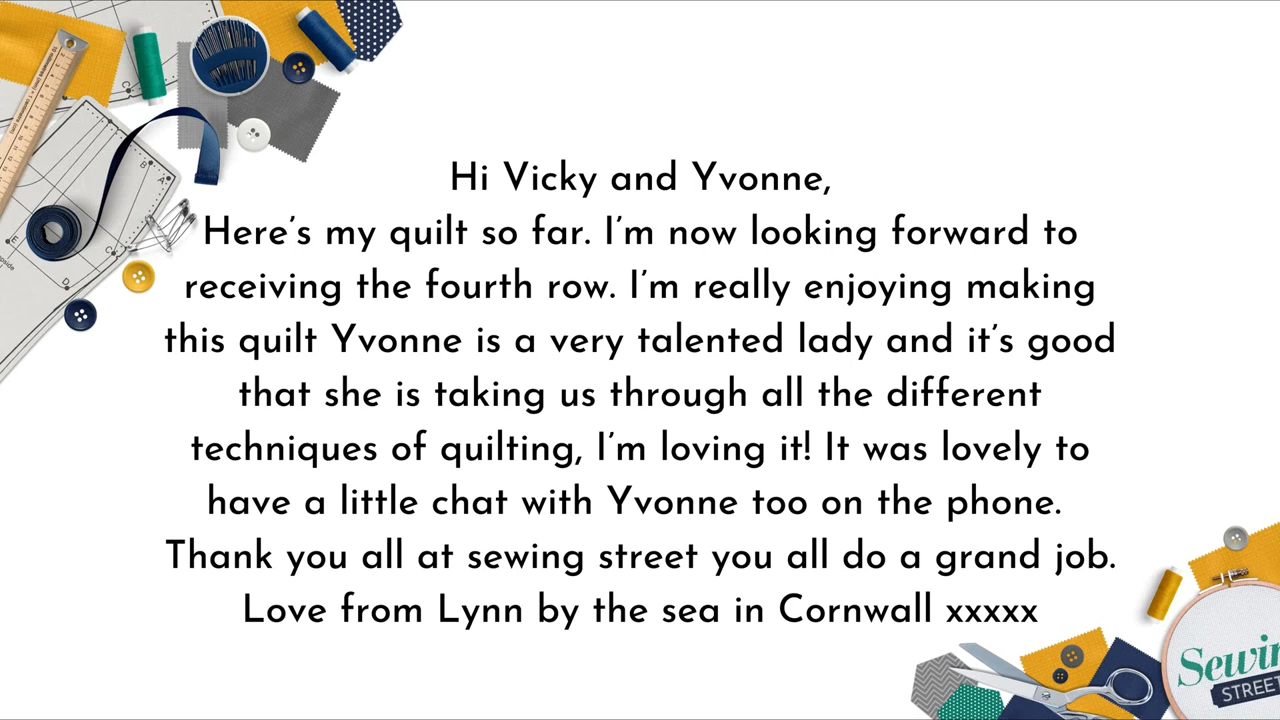 Hi Vicky and Yvonne,
Here's my quilt so far. I'm now looking forward to
receiving the fourth row. I'm really enjoying making
this quilt Yvonne is a very talented lady and it's good
that she is taking us through all the different
techniques of quilting, I'm loving it! It was lovely to
have a little chat with Yvonne too on the phone.
Thank you all at sewing street you all do a grand job.
Love from Lynn by the sea in Cornwall xxxxx
STREET